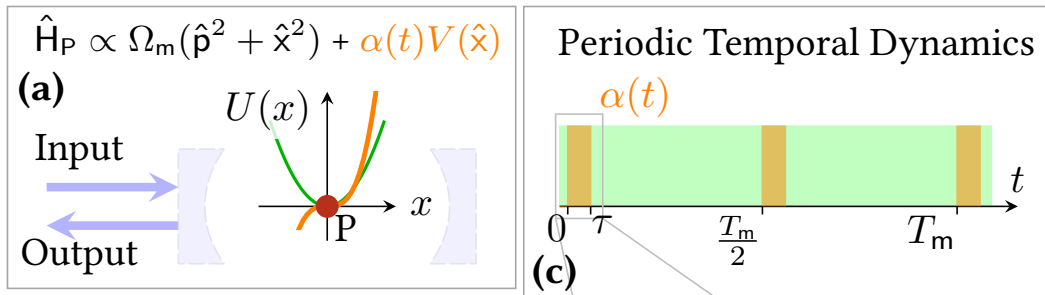 Ĥ_P ∝ Ω_m(p̂² + x̂²) + α(t)V(x̂)
(a)
U(x)
Input
x
P
Output
Periodic Temporal Dynamics
α(t)
t
0 τ T_m/2 T_m
(c)